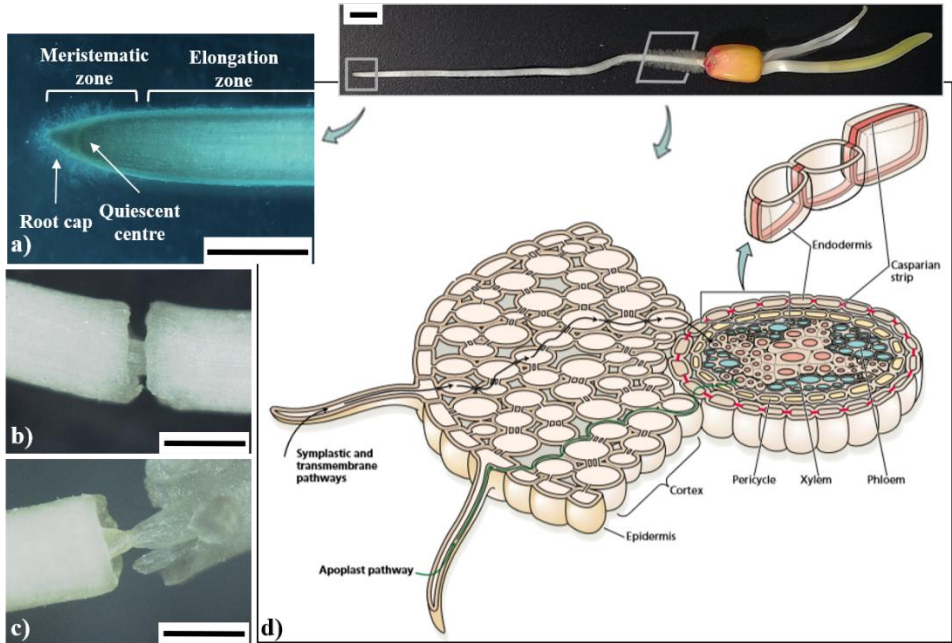 Meristematic
zone
Elongation
zone
Root cap
Quiescent
centre
a)
b)
c)
d)
Endodermis
Casparian
strip
Symplastic and
transmembrane
pathways
Apoplast pathway
Epidermis
Cortex
Pericycle
Xylem
Phloem